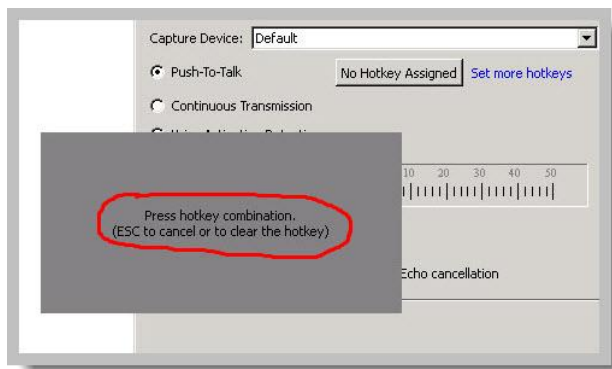 Capture Device: Default
Push-To-Talk No Hotkey Assigned Set more hotkeys
Continuous Transmission
10 20 30 40 50
Press hotkey combination.
(ESC to cancel or to clear the hotkey)
Echo cancellation